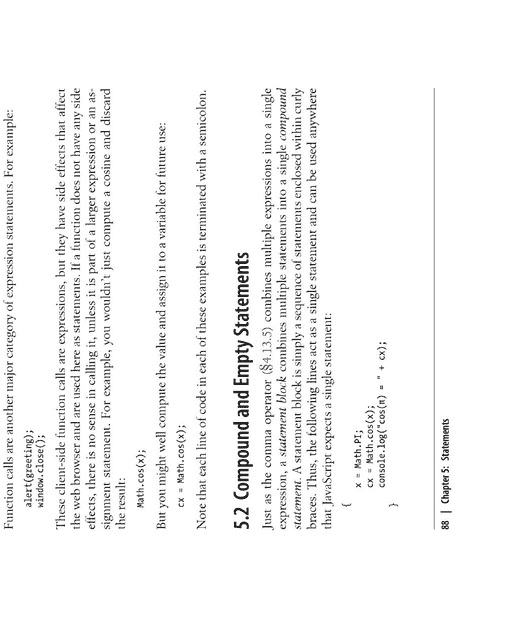 Function calls are another major category of expression statements. For example:
alert(greeting);
window.close();
These client-side function calls are expressions, but they have side effects that affect
the web browser and are used here as statements. If a function does not have any side
effects, there is no sense in calling it, unless it is part of a larger expression or an as-
signment statement. For example, you wouldn't just compute a cosine and discard
the result:
Math.cos(x);
But you might well compute the value and assign it to a variable for future use:
cx = Math.cos(x);
Note that each line of code in each of these examples is terminated with a semicolon.
5.2 Compound and Empty Statements
Just as the comma operator (§4.13.5) combines multiple expressions into a single
expression, a statement block combines multiple statements into a single compound
statement. A statement block is simply a sequence of statements enclosed within curly
braces. Thus, the following lines act as a single statement and can be used anywhere
that JavaScript expects a single statement:
{
x = Math.PI;
cx = Math.cos(x);
console.log("cos(π) = " + cx);
}
88 | Chapter 5: Statements